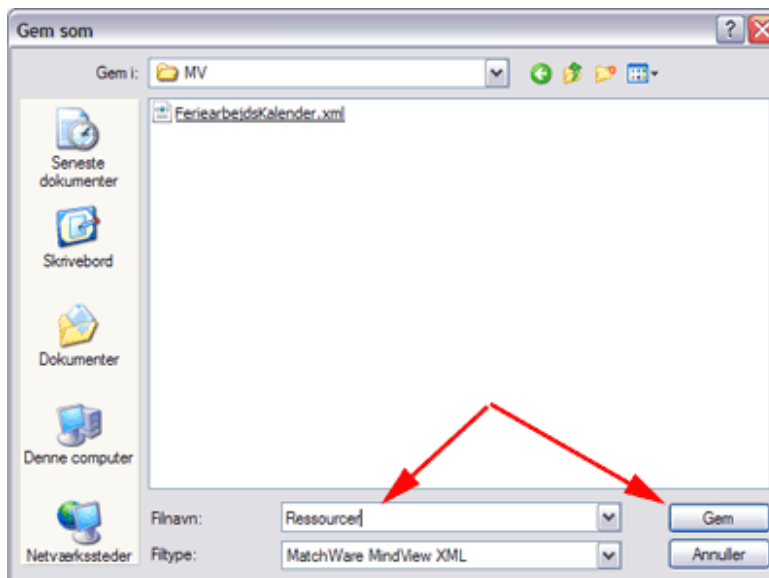 Gem som
Gem i: MV
FeriearbejdsKalender.xml
Seneste
dokumenter
Skrivebord
Dokumenter
Denne computer
Netværkssteder
Filnavn: Ressourcer Gem
Filtype: MatchWare MindView XML Annuller